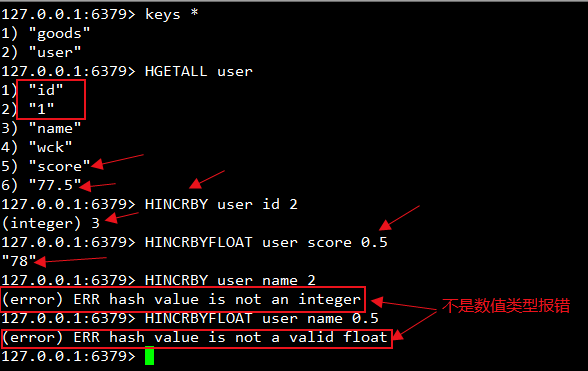 127.0.0.1:6379> keys *
1) "goods"
2) "user"
127.0.0.1:6379> HGETALL user
1) "id"
2) "1"
3) "name"
4) "wck"
5) "score"
6) "77.5"
127.0.0.1:6379> HINCRBY user id 2
(integer) 3
127.0.0.1:6379> HINCRBYFLOAT user score 0.5
"78"
127.0.0.1:6379> HINCRBY user name 2
(error) ERR hash value is not an integer
不是数值类型报错
127.0.0.1:6379> HINCRBYFLOAT user name 0.5
(error) ERR hash value is not a valid float
127.0.0.1:6379>